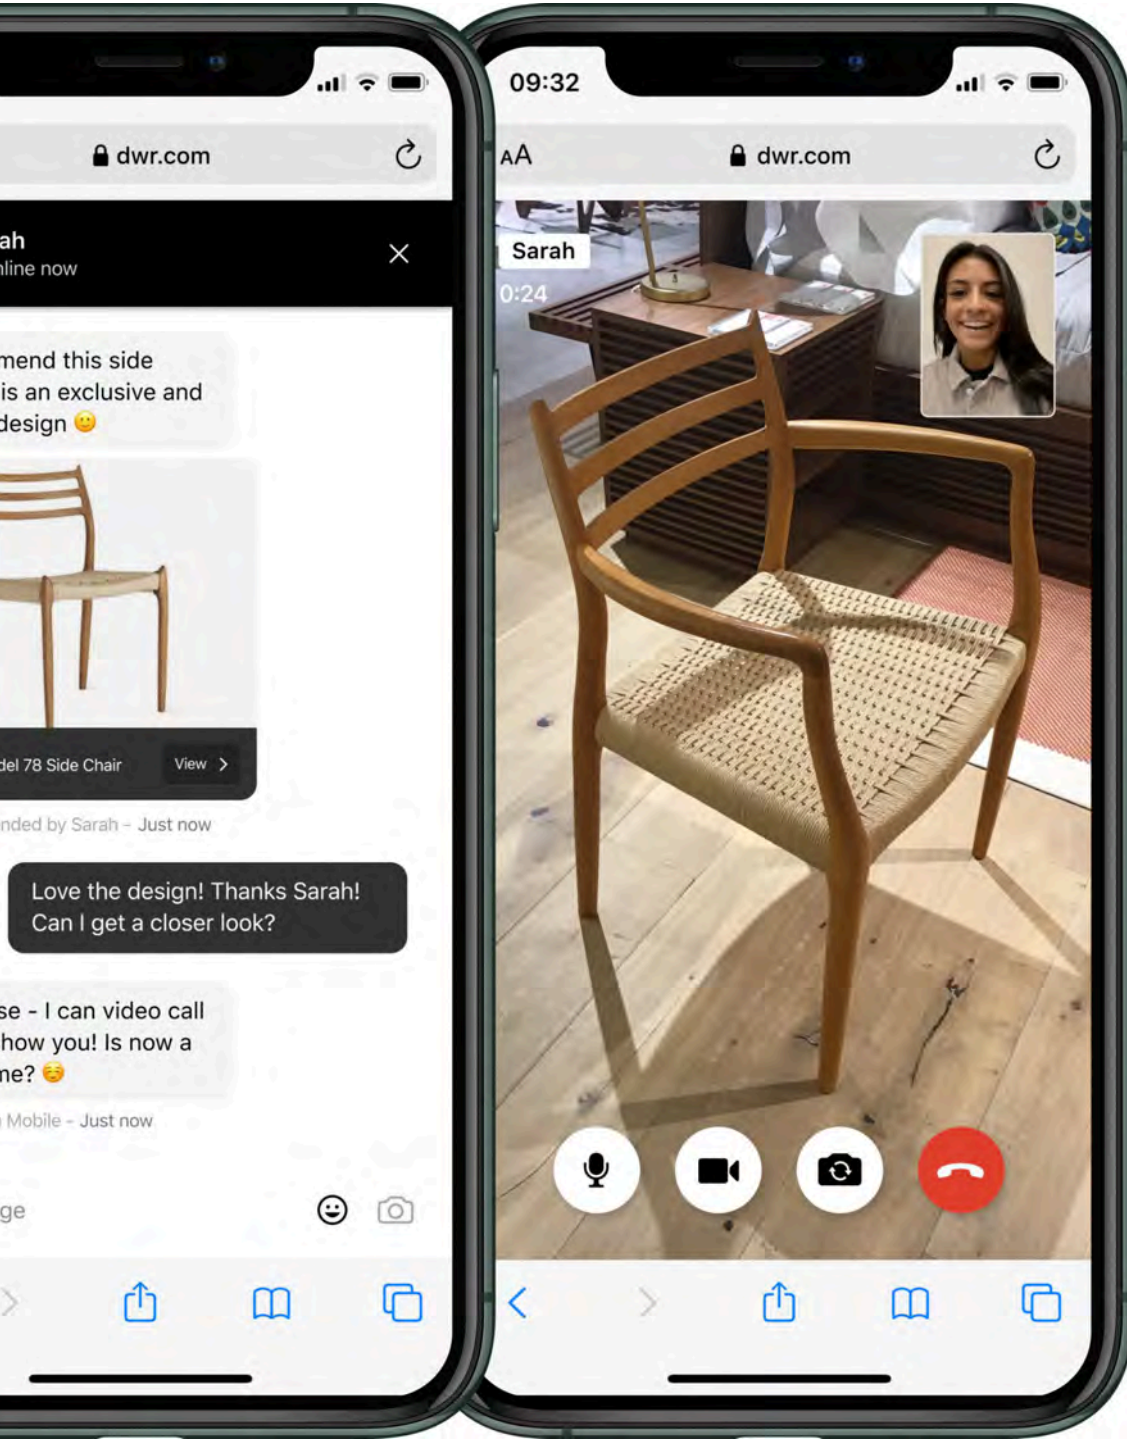 dwr.com
ah
nline now
mend this side
is an exclusive and
design 🙂
del 78 Side Chair
View >
nded by Sarah – Just now
Love the design! Thanks Sarah!
Can I get a closer look?
se - I can video call
how you! Is now a
me? ☺️
Mobile – Just now
ge
09:32
AA
dwr.com
Sarah
0:24